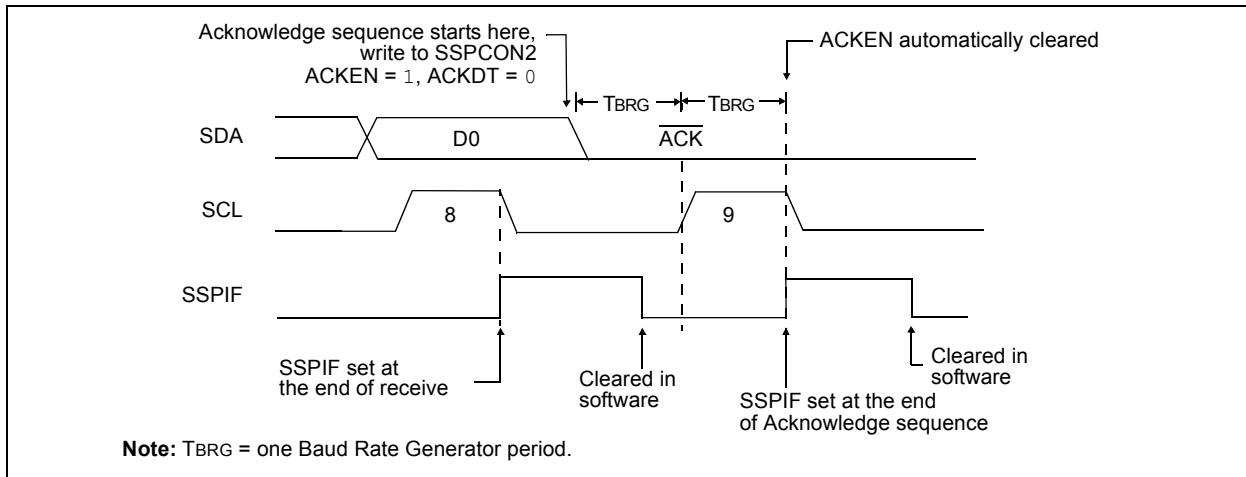 Acknowledge sequence starts here,
write to SSPCON2
ACKEN = 1, ACKDT = 0
ACKEN automatically cleared
TBRG
TBRG
SDA
D0
ACK
SCL
8
9
SSPIF
SSPIF set at
the end of receive
Cleared in
software
SSPIF set at the end
of Acknowledge sequence
Cleared in
software
Note: TBRG = one Baud Rate Generator period.